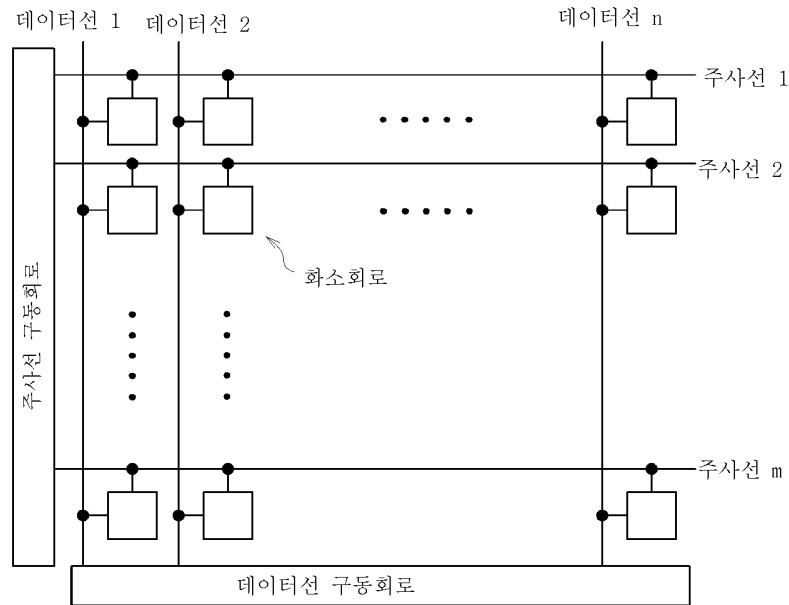 데이터선 1
데이터선 2
데이터선 n
주사선 1
주사선 2
화소회로
주사선 구동회로
주사선 m
데이터선 구동회로